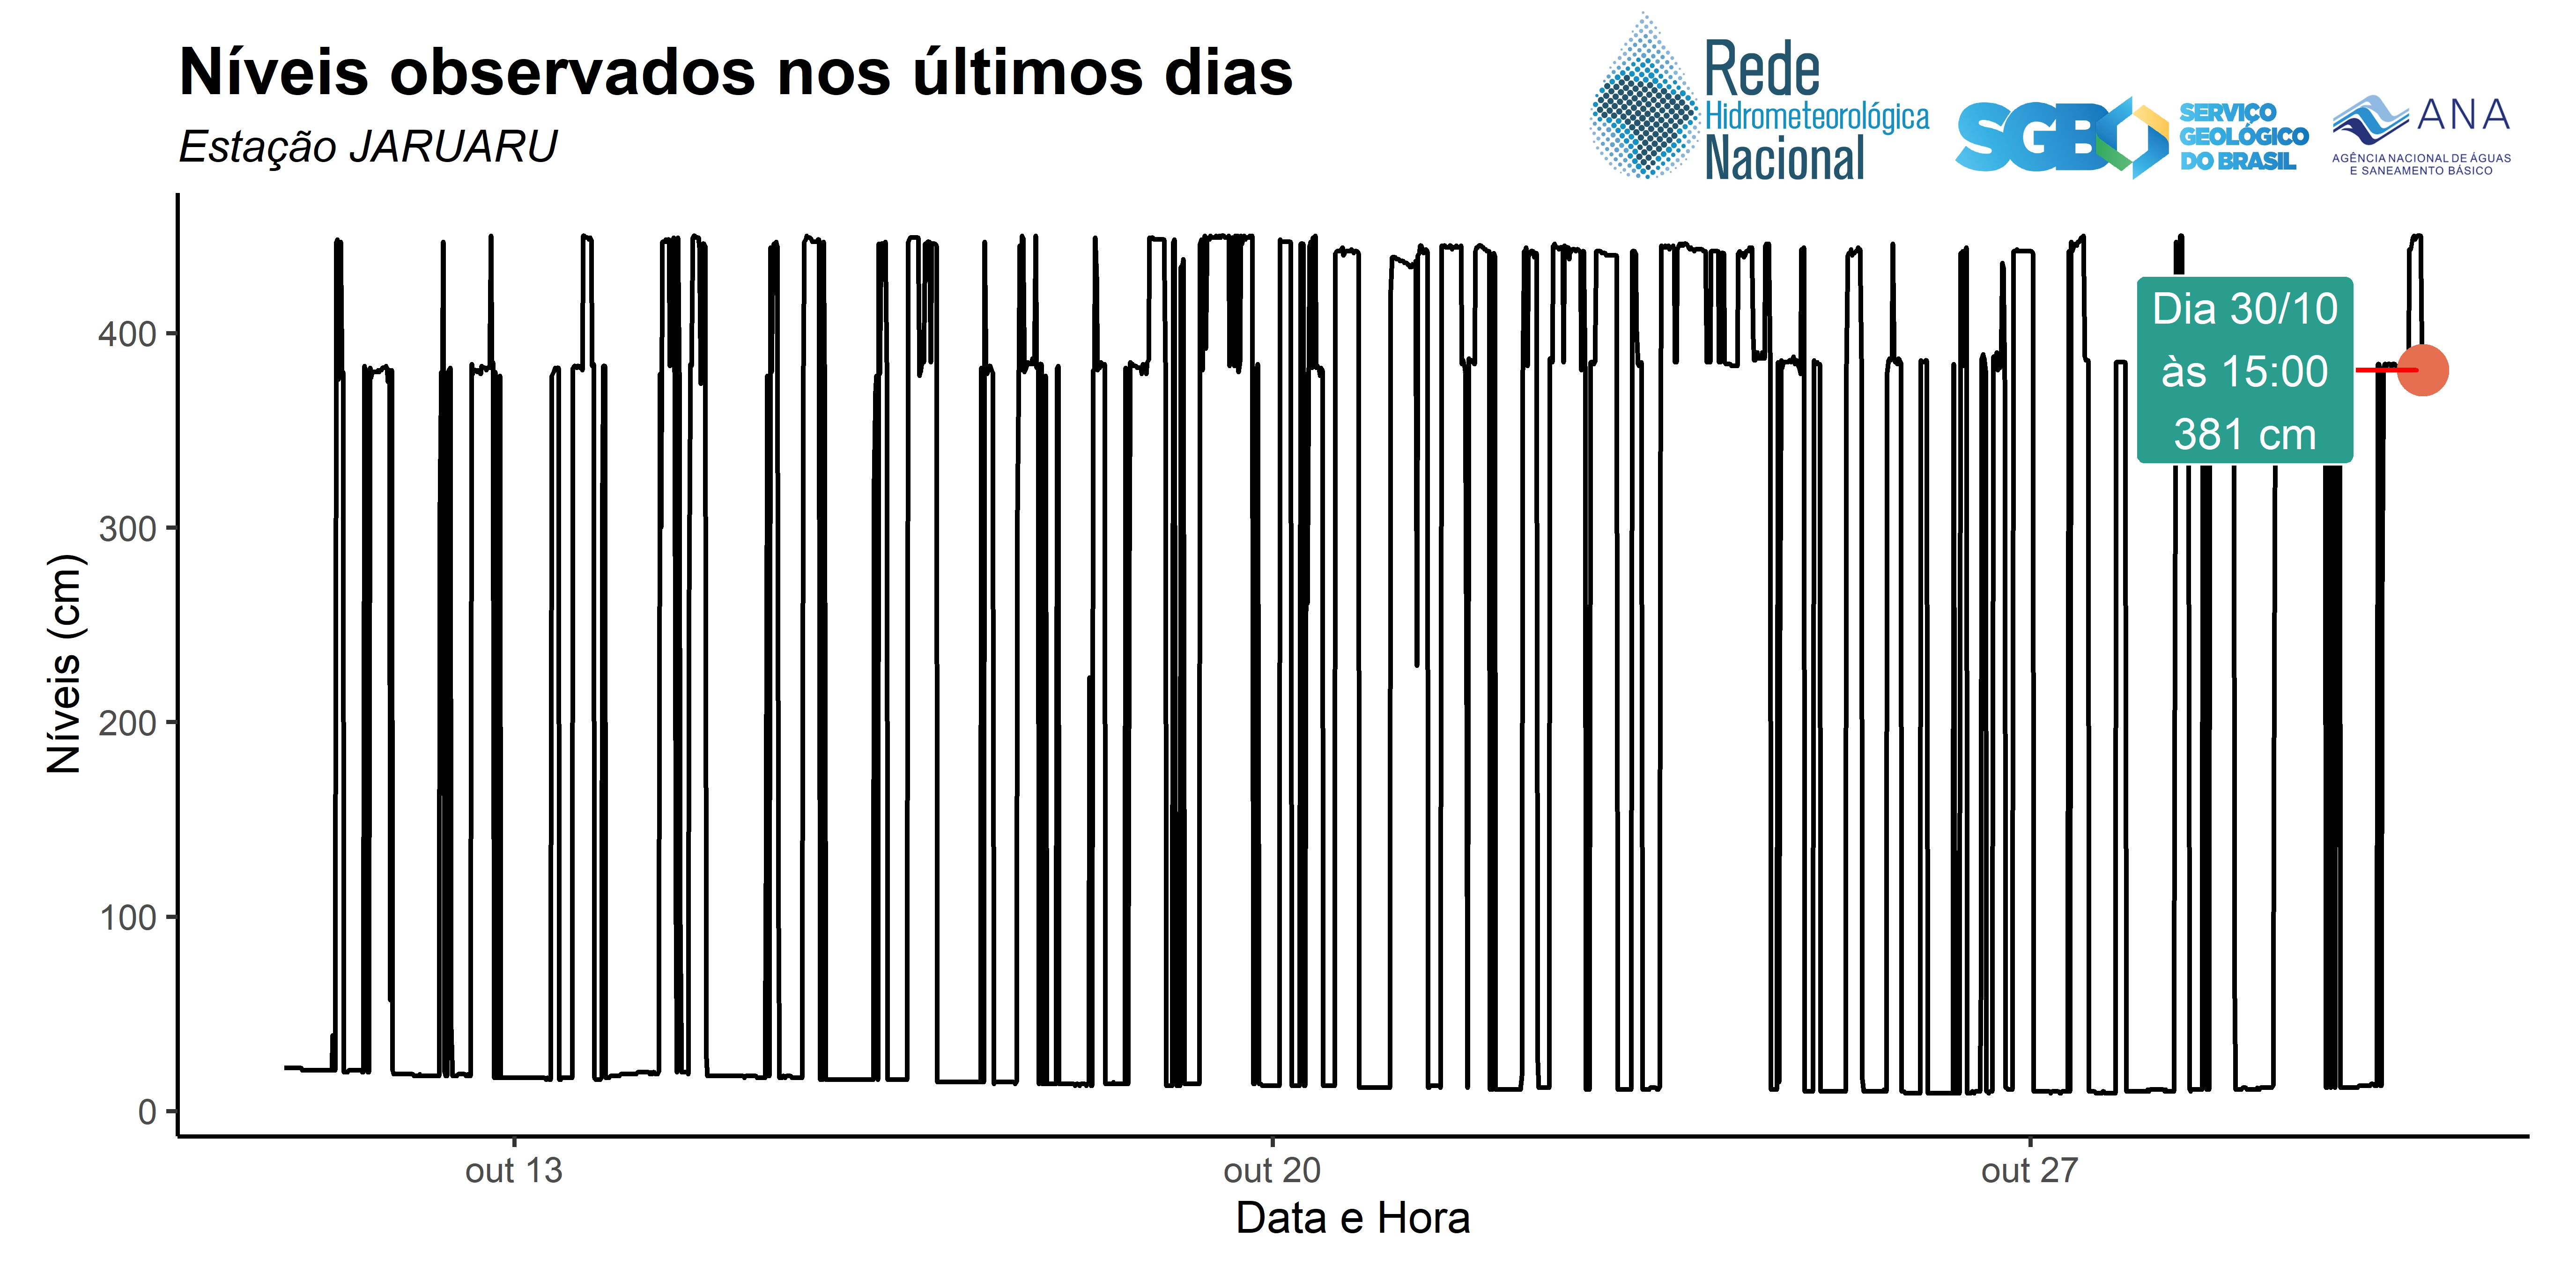 Níveis observados nos últimos dias
Estação JARUARU
Rede
Hidrometeorológica
Nacional
SGB
SERVIÇO
GEOLÓGICO
DO BRASIL
ANA
AGÊNCIA NACIONAL DE ÁGUAS
E SANEAMENTO BÁSICO
Níveis (cm)
400
300
200
100
0
Dia 30/10
às 15:00
381 cm
out 13
out 20
out 27
Data e Hora